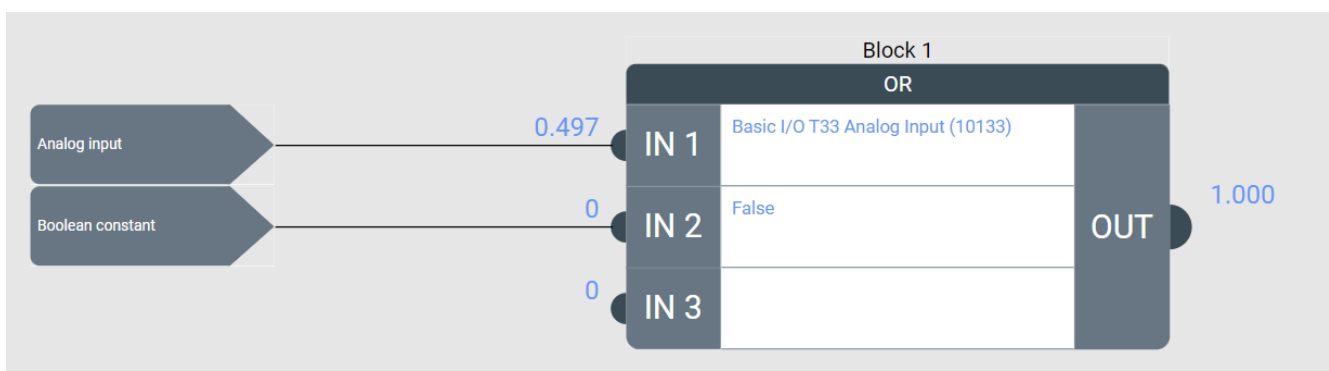 Block 1
OR
Analog input
0.497
IN 1
Basic I/O T33 Analog Input (10133)
Boolean constant
0
IN 2
False
OUT
1.000
0
IN 3